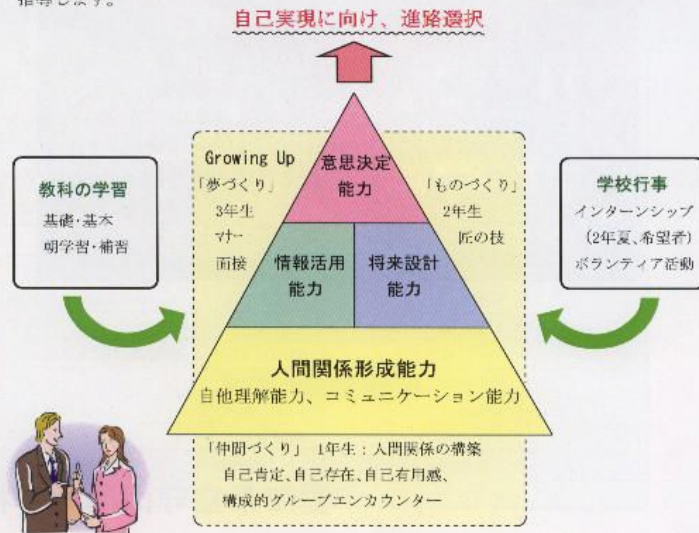 指導します。
自己実現に向け、進路選択
Growing Up
「夢づくり」
3年生
マナー
面接
意思決定
能力
「ものづくり」
2年生
匠の技
教科の学習
基礎・基本
朝学習・補習
学校行事
インターンシップ
(2年夏、希望者)
ボランティア活動
情報活用
能力
将来設計
能力
人間関係形成能力
自他理解能力、コミュニケーション能力
「仲間づくり」 1年生：人間関係の構築
自己肯定、自己存在、自己有用感、
構成的グループエンカウンター